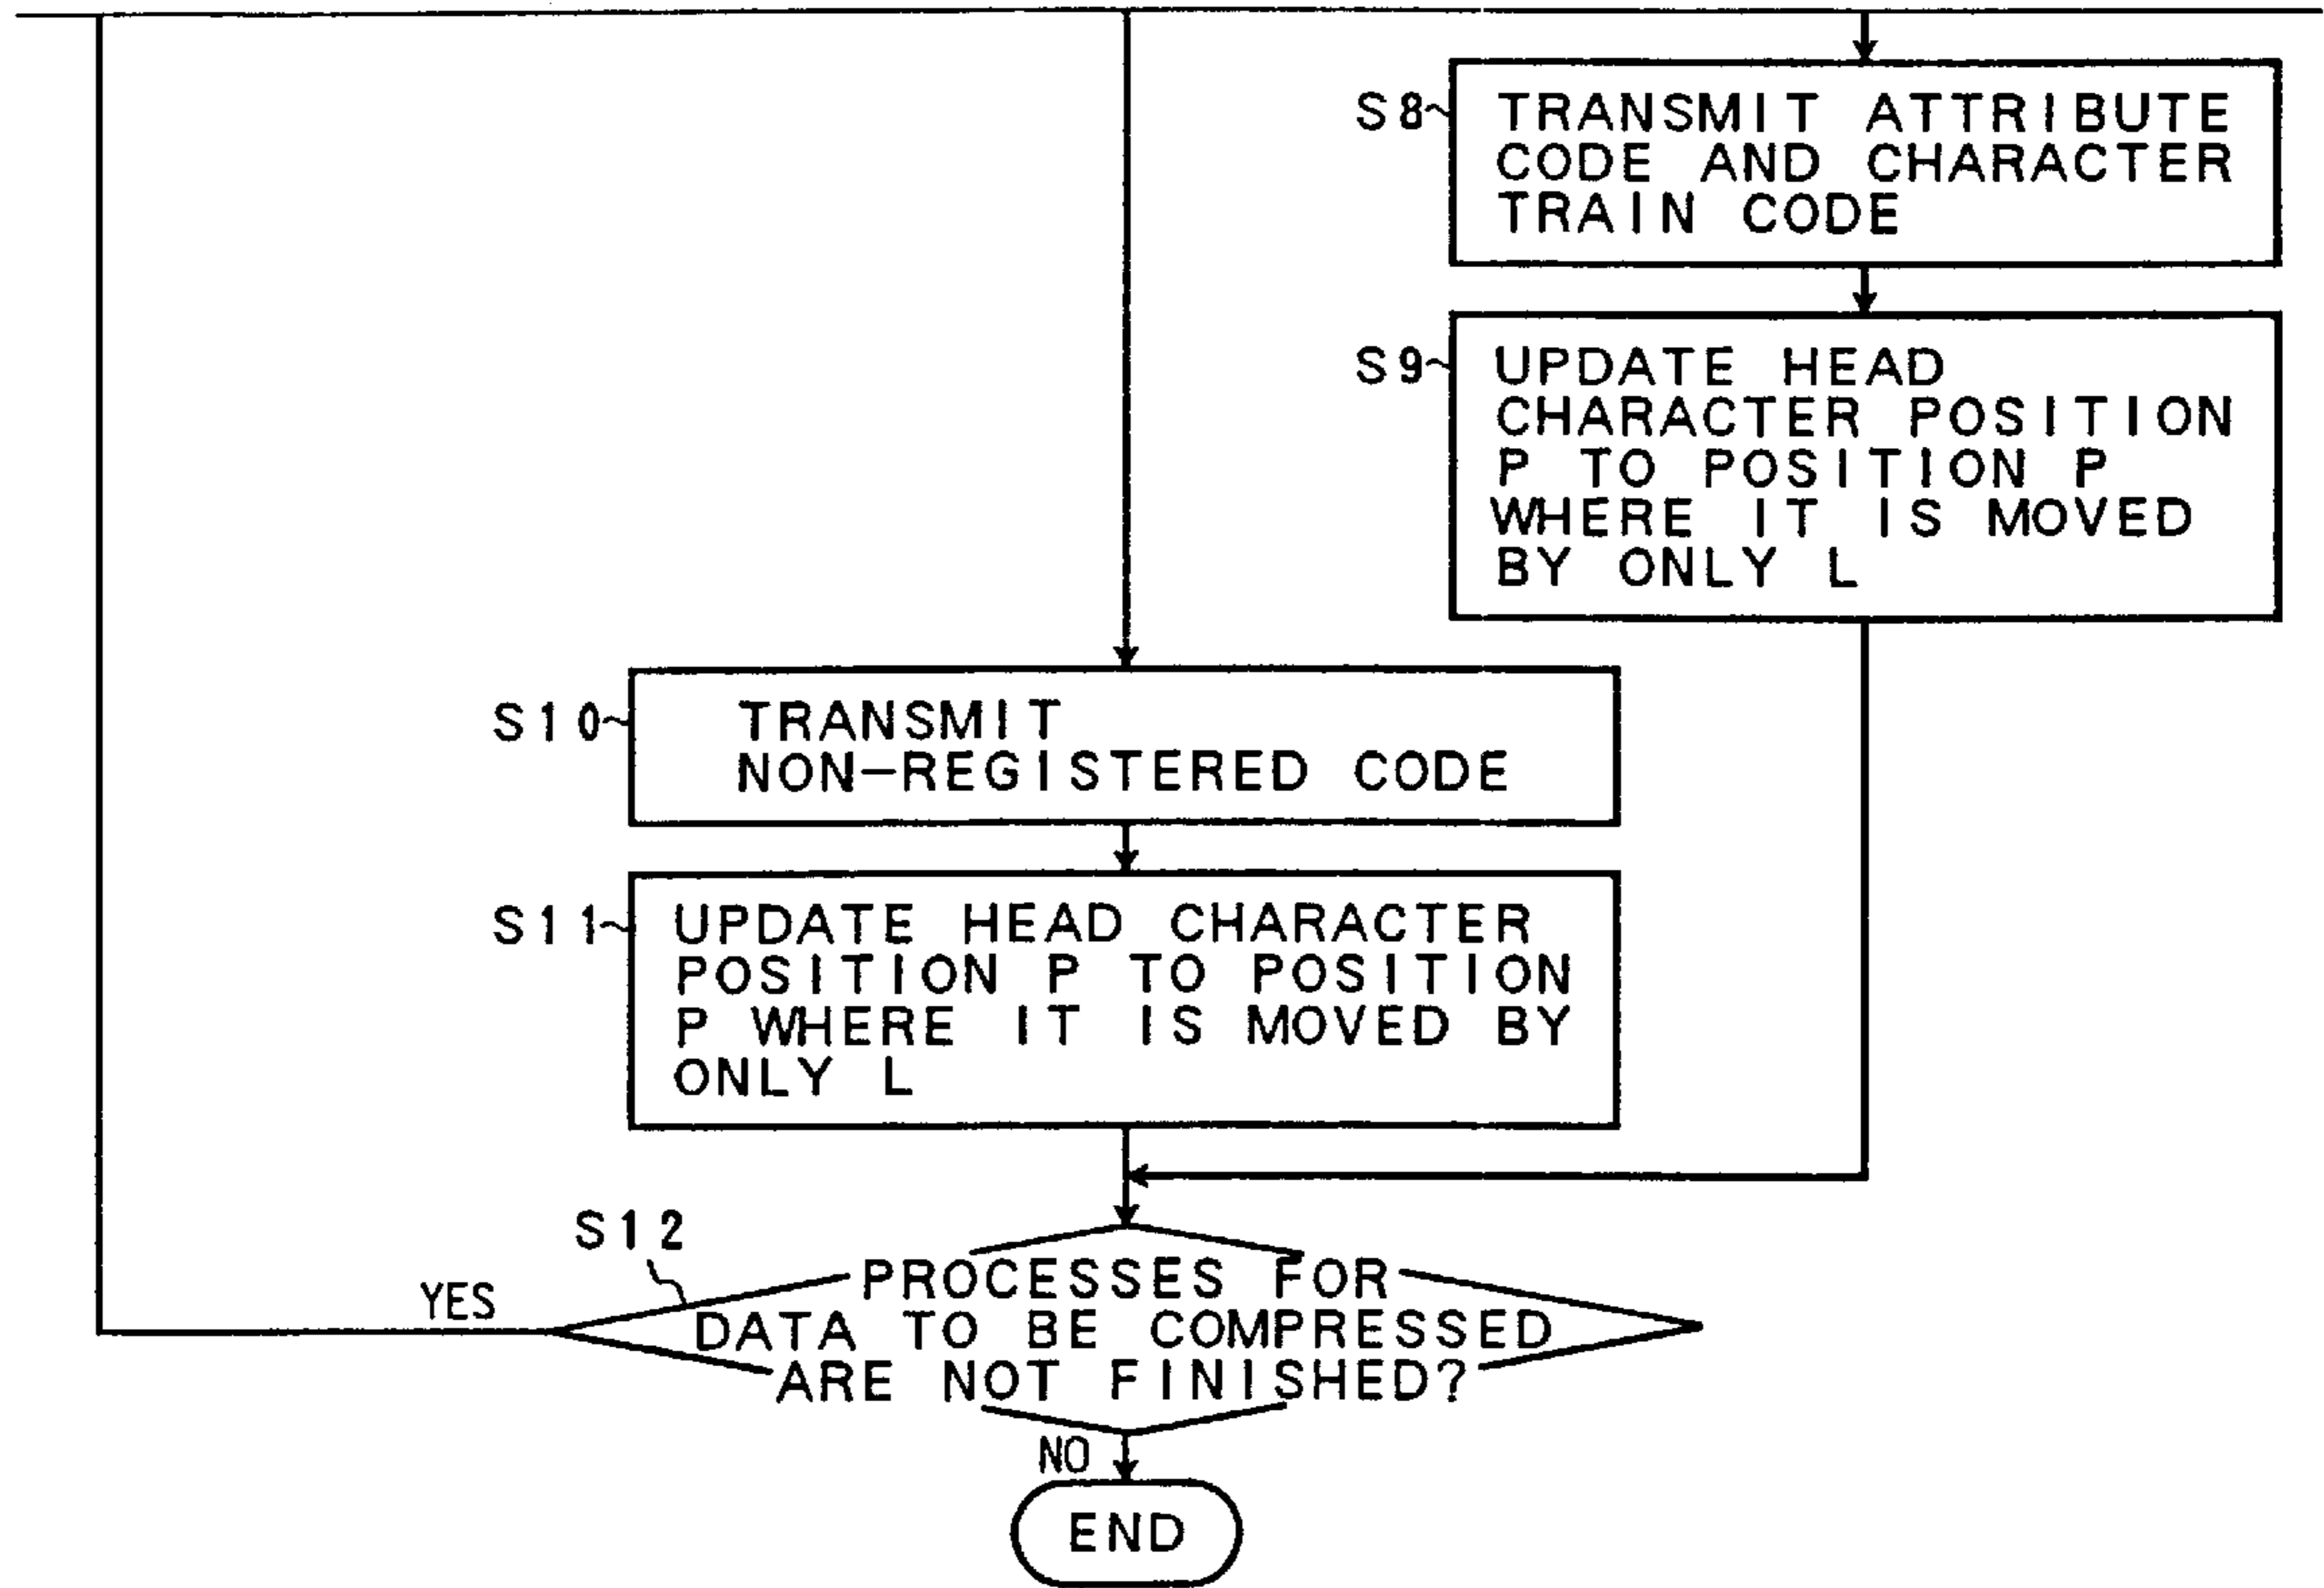 S8
TRANSMIT ATTRIBUTE
CODE AND CHARACTER
TRAIN CODE
S9
UPDATE HEAD
CHARACTER POSITION
P TO POSITION P
WHERE IT IS MOVED
BY ONLY L
S10
TRANSMIT
NON-REGISTERED CODE
S11
UPDATE HEAD CHARACTER
POSITION P TO POSITION
P WHERE IT IS MOVED BY
ONLY L
S12
YES
PROCESSES FOR
DATA TO BE COMPRESSED
ARE NOT FINISHED?
NO
END